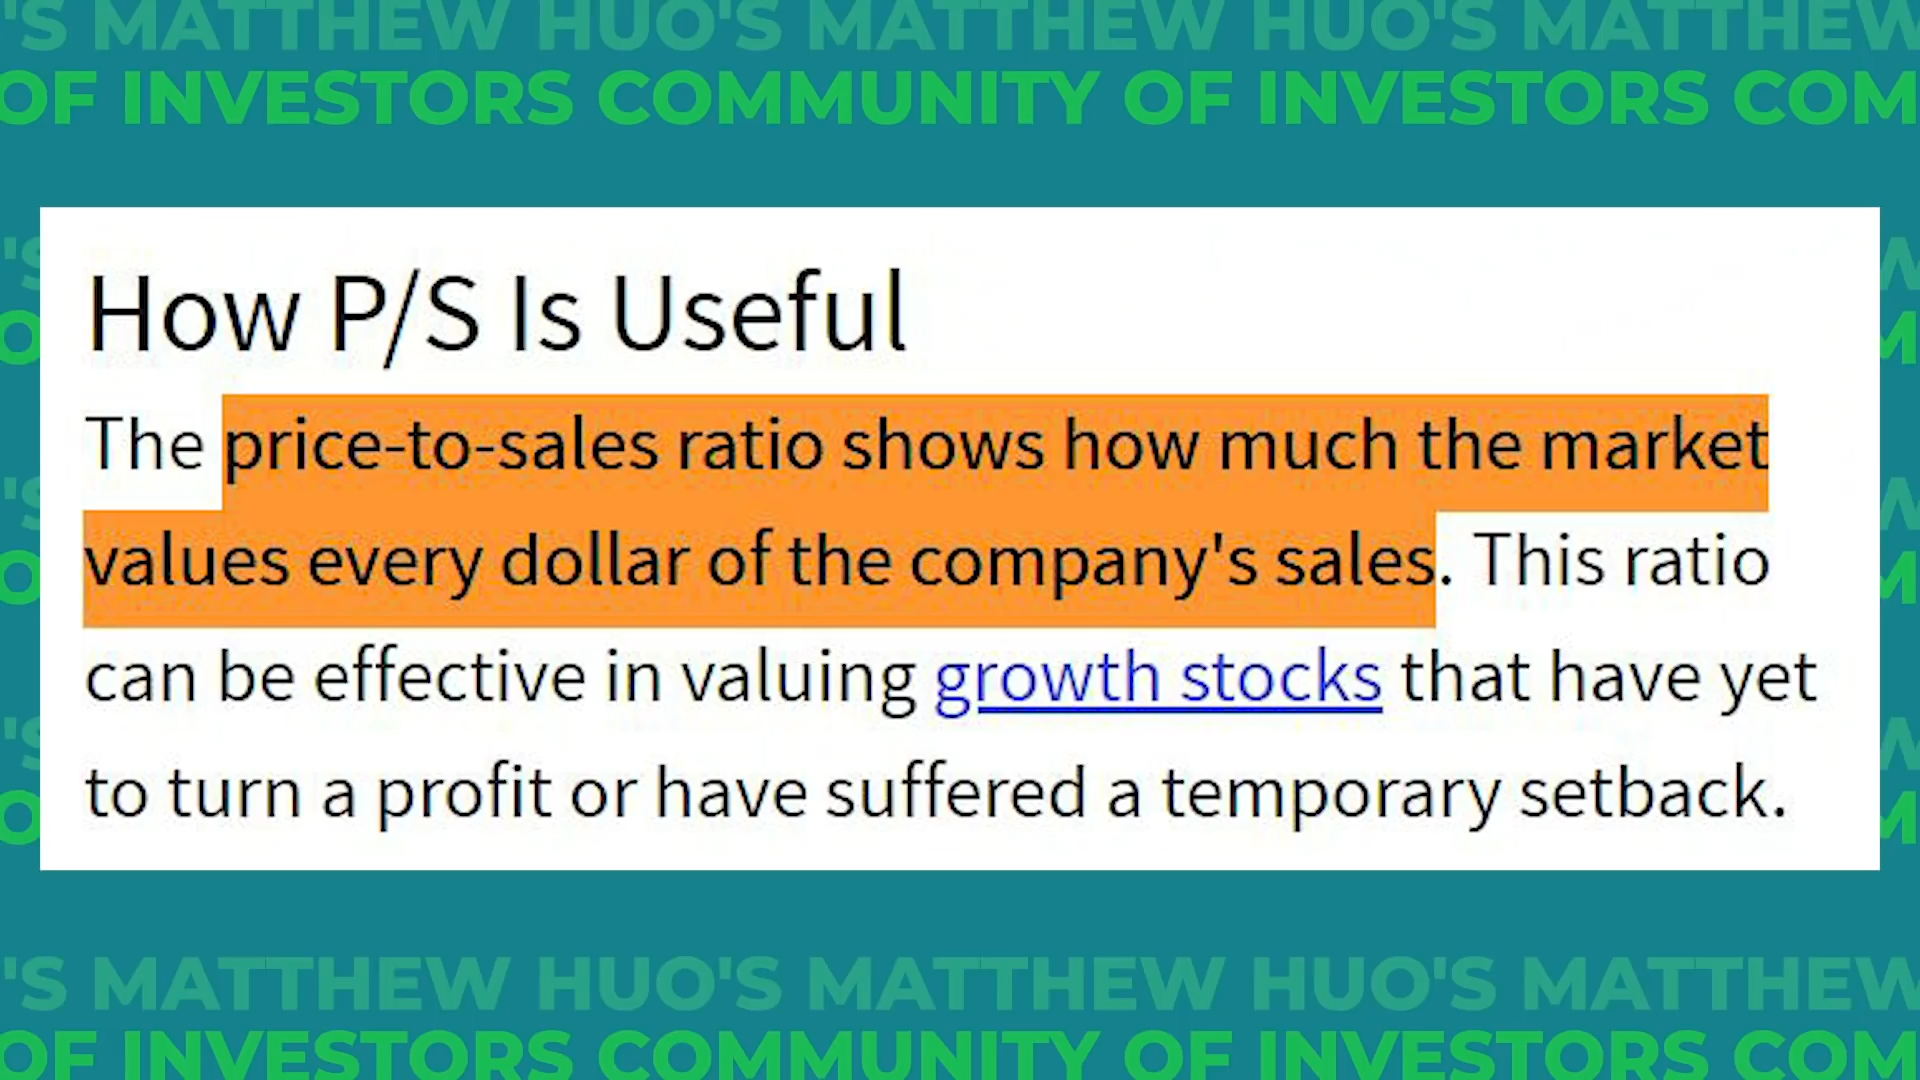 'S MATTHEW HUO'S MATTHEW HUO'S MATTHEW
OF INVESTORS COMMUNITY OF INVESTORS COM
How P/S Is Useful
The price-to-sales ratio shows how much the market
values every dollar of the company's sales. This ratio
can be effective in valuing growth stocks that have yet
to turn a profit or have suffered a temporary setback.
'S MATTHEW HUO'S MATTHEW HUO'S MATTHEW
OF INVESTORS COMMUNITY OF INVESTORS COM